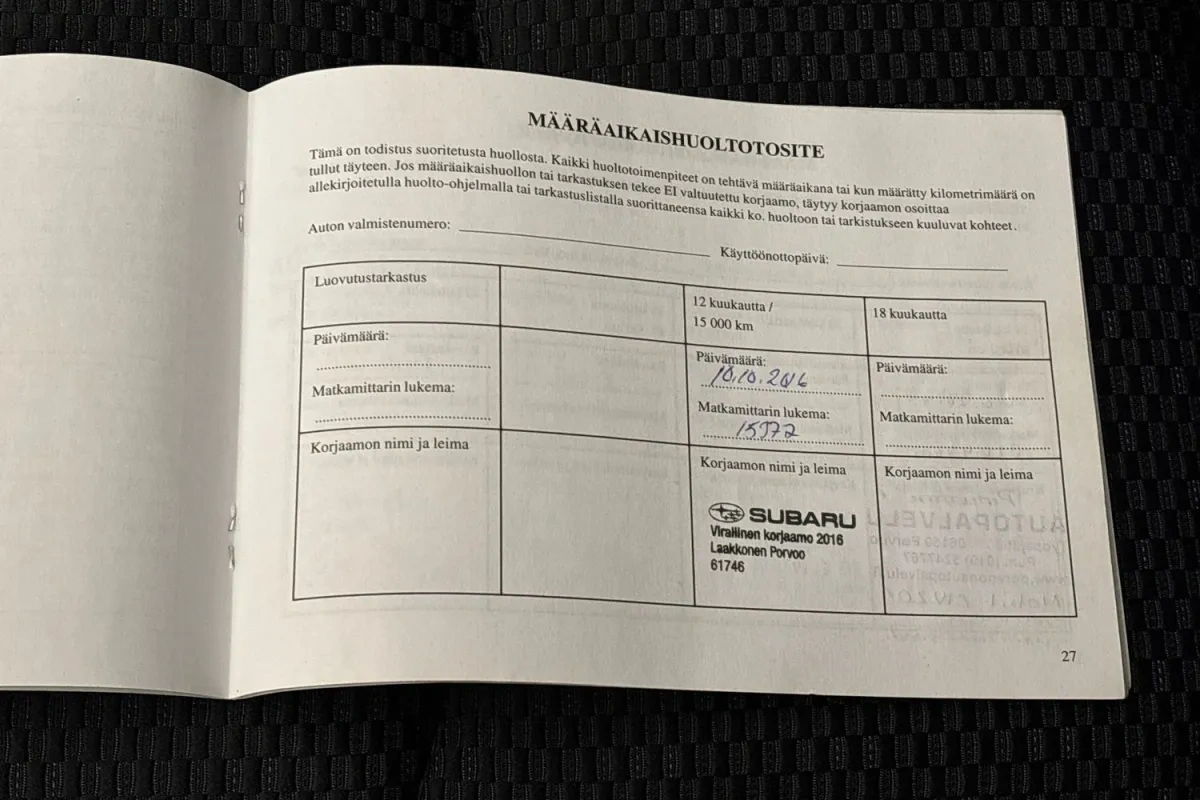 MÄÄRÄAIKAISHUOLTOTOSITE
Tämä on todistus suoritetusta huollosta. Kaikki huoltotoimenpiteet on tehtävä määräaikana tai kun määrätty kilometrimäärä on
tullut täyteen. Jos määräaikaishuollon tai tarkastuksen tekee EI valtuutettu korjaamo, täytyy korjaamon osoittaa
allekirjoitetulla huolto-ohjelmalla tai tarkastuslistalla suorittaneensa kaikki ko. huoltoon tai tarkistukseen kuuluvat kohteet.
Auton valmistenumero:
Käyttöönottopäivä:
Luovutustarkastus
Päivämäärä:
Matkamittarin lukema:
Korjaamon nimi ja leima
12 kuukautta /
15 000 km
Päivämäärä:
10.10.2016
Matkamittarin lukema:
Korjaamon nimi ja leima
SUBARU
Virallinen korjaamo 2016
Laakkonen Porvoo
61746
18 kuukautta
Päivämäärä:
Matkamittarin lukema:
Korjaamon nimi ja leima
27